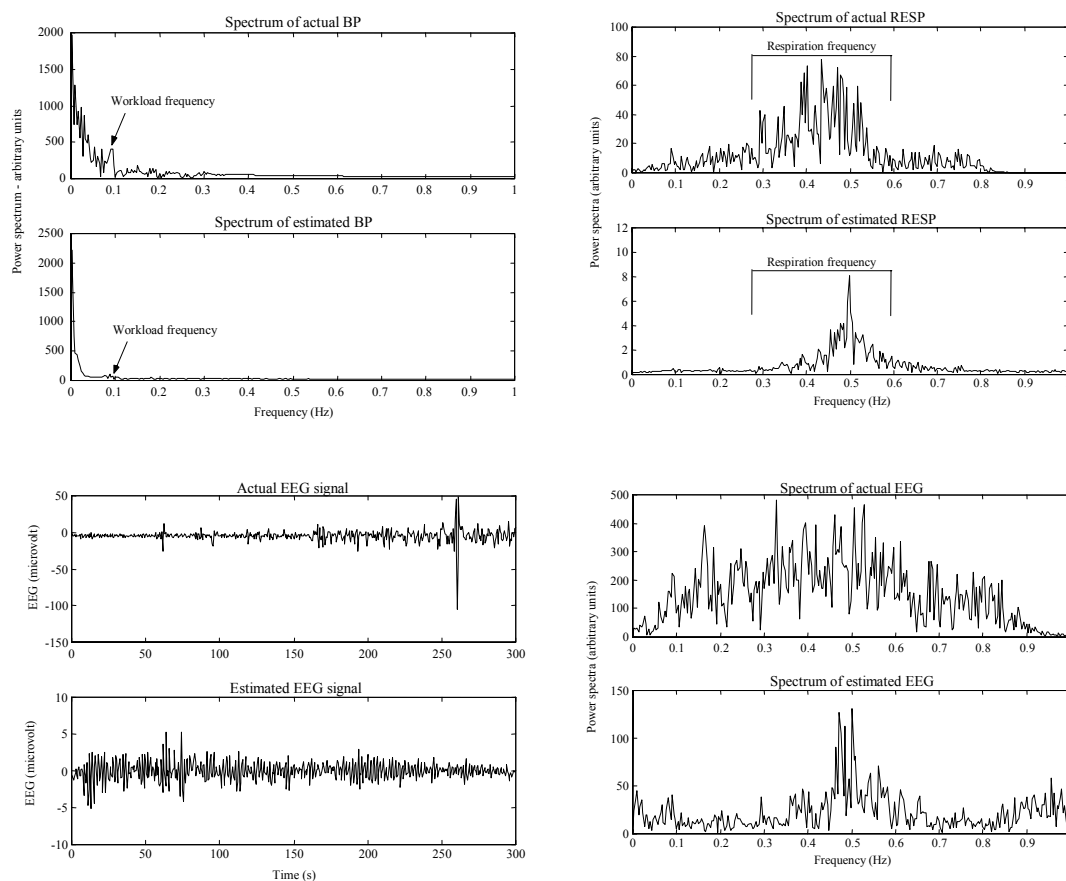 Spectrum of actual BP
2000
1500
1000
500
0
Workload frequency
0 0.1 0.2 0.3 0.4 0.5 0.6 0.7 0.8 0.9 1
Power spectrum - arbitrary units
Spectrum of estimated BP
2500
2000
1500
1000
500
0
Workload frequency
0 0.1 0.2 0.3 0.4 0.5 0.6 0.7 0.8 0.9 1
Frequency (Hz)
Spectrum of actual RESP
100
80
60
40
20
0
Respiration frequency
0 0.1 0.2 0.3 0.4 0.5 0.6 0.7 0.8 0.9
Power spectra (arbitrary units)
Spectrum of estimated RESP
12
10
8
6
4
2
0
Respiration frequency
0 0.1 0.2 0.3 0.4 0.5 0.6 0.7 0.8 0.9
Frequency (Hz)
Actual EEG signal
50
0
-50
-100
-150
EEG (microvolt)
0 50 100 150 200 250 300
Estimated EEG signal
10
5
0
-5
-10
EEG (microvolt)
0 50 100 150 200 250 300
Time (s)
Spectrum of actual EEG
500
400
300
200
100
0
0 0.1 0.2 0.3 0.4 0.5 0.6 0.7 0.8 0.9
Power spectra (arbitrary units)
Spectrum of estimated EEG
150
100
50
0
0 0.1 0.2 0.3 0.4 0.5 0.6 0.7 0.8 0.9
Frequency (Hz)